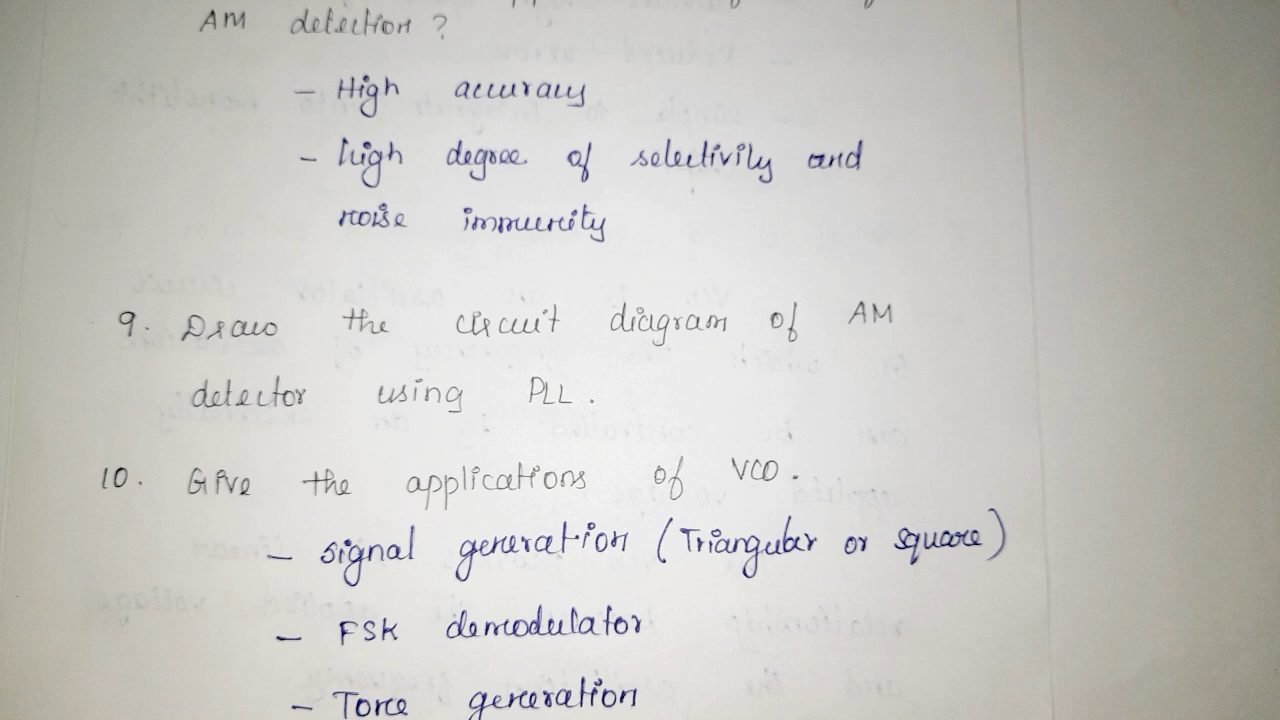 AM detection ?
- High accuracy
- high degree of selectivity and
noise immunity
9. Draw the circuit diagram of AM
detector using PLL.
10. Give the applications of VCO.
- signal generation (Triangular or square)
- FSK demodulator
- Tone generation